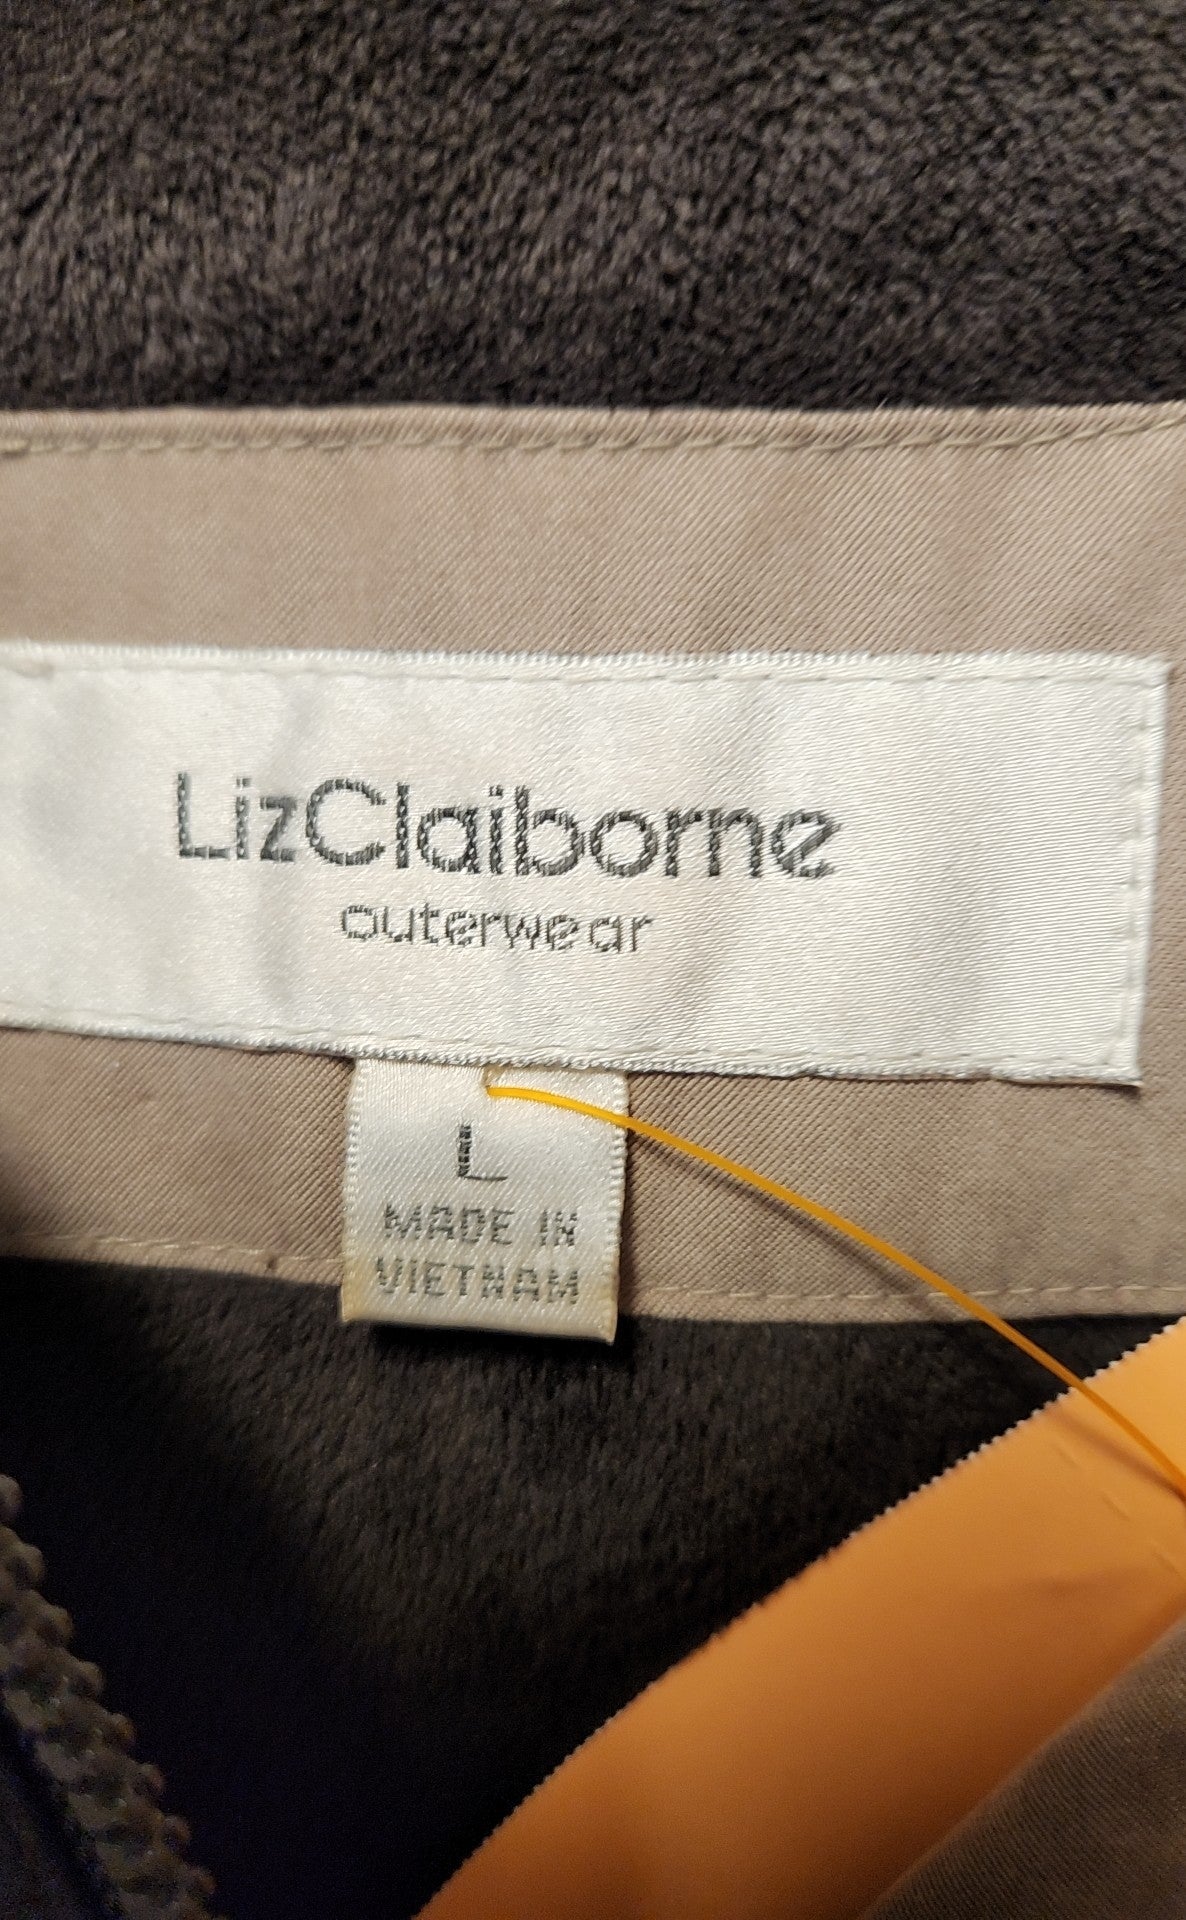 LizClaiborne
outerwear
L
MADE IN
VIETNAM